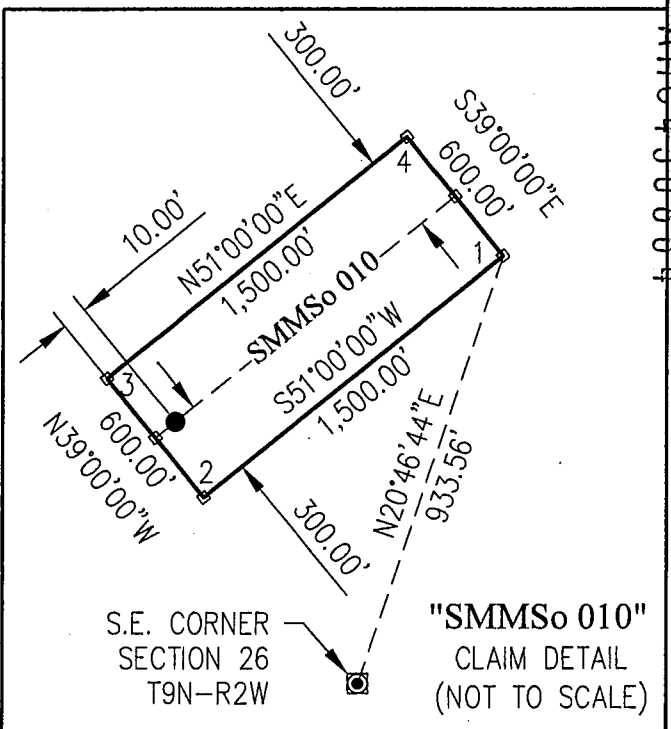 300.00'
S39°00'00"E
600.00'
4
10.00'
N51°00'00"E
1,500.00'
1
SMMSo 010
S51°00'00"W
1,500.00'
3
600.00'
N39°00'00"W
2
N20°46'44"E
933.56'
300.00'
S.E. CORNER
SECTION 26
T9N-R2W
"SMMSo 010"
CLAIM DETAIL
(NOT TO SCALE)